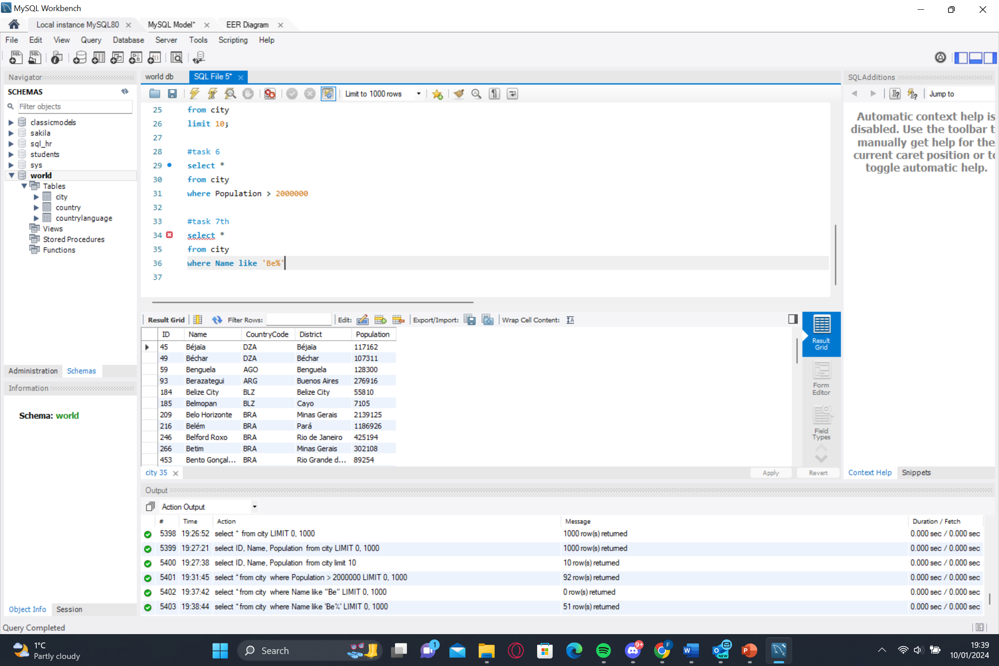 MySQL Workbench
Local instance MySQL80
MySQL Model*
EER Diagram
File Edit View Query Database Server Tools Scripting Help
Navigator
SCHEMAS
Filter objects
classicmodels
sakila
sql_hr
students
sys
world
Tables
city
country
countrylanguage
Views
Stored Procedures
Functions
Administration Schemas
Information
Schema: world
Object Info Session
Query Completed
world db
SQL File 5*
Limit to 1000 rows
25 from city
26 limit 10;
27
28 #task 6
29 select *
30 from city
31 where Population > 2000000
32
33 #task 7th
34 select *
35 from city
36 where Name like 'Be%'
37
Result Grid Filter Rows: Edit: Export/Import: Wrap Cell Content:
ID Name CountryCode District Population
45 Béjaïa DZA Béjaïa 117162
49 Béchar DZA Béchar 107311
59 Benguela AGO Benguela 128300
93 Berazategui ARG Buenos Aires 276916
184 Belize City BLZ Belize City 55810
185 Belmopan BLZ Cayo 7105
209 Belo Horizonte BRA Minas Gerais 2139125
216 Belém BRA Pará 1186926
246 Belford Roxo BRA Rio de Janeiro 425194
266 Betim BRA Minas Gerais 302108
453 Bento Gonçal... BRA Rio Grande d... 89254
Result
Grid
Form
Editor
Field
Types
city 35
Apply Revert
SQLAdditions
Jump to
Automatic context help is
disabled. Use the toolbar t
manually get help for the
current caret position or to
toggle automatic help.
Context Help Snippets
Output
Action Output
# Time Action Message Duration / Fetch
5398 19:26:52 select * from city LIMIT 0, 1000 1000 row(s) returned 0.000 sec / 0.000 sec
5399 19:27:21 select ID, Name, Population from city LIMIT 0, 1000 1000 row(s) returned 0.000 sec / 0.000 sec
5400 19:27:38 select ID, Name, Population from city limit 10 10 row(s) returned 0.000 sec / 0.000 sec
5401 19:31:45 select * from city where Population > 2000000 LIMIT 0, 1000 92 row(s) returned 0.000 sec / 0.000 sec
5402 19:37:42 select * from city where Name like "Be" LIMIT 0, 1000 0 row(s) returned 0.000 sec / 0.000 sec
5403 19:38:44 select * from city where Name like 'Be%' LIMIT 0, 1000 51 row(s) returned 0.000 sec / 0.000 sec
1°C
Partly cloudy
Search
1
9+
F
W
O
NEW
P
19:39
10/01/2024